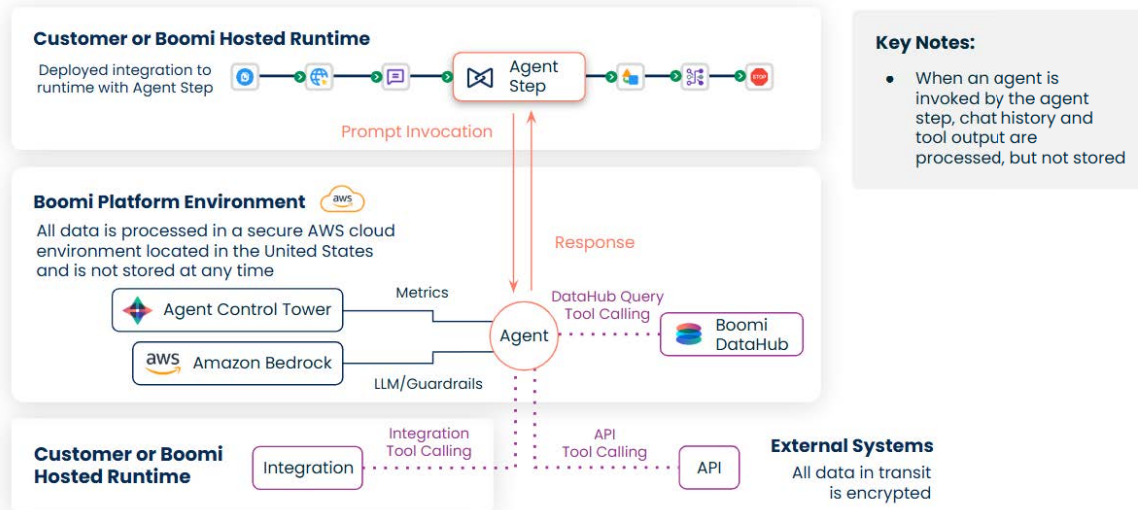 Customer or Boomi Hosted Runtime
Deployed integration to
runtime with Agent Step
Agent
Step
STOP
Prompt Invocation
Key Notes:
• When an agent is
invoked by the agent
step, chat history and
tool output are
processed, but not stored
Boomi Platform Environment
aws
All data is processed in a secure AWS cloud
environment located in the United States
and is not stored at any time
Response
Agent Control Tower
Metrics
aws
Amazon Bedrock
LLM/Guardrails
Agent
DataHub Query
Tool Calling
Boomi
DataHub
Customer or Boomi
Hosted Runtime
Integration
Integration
Tool Calling
API
Tool Calling
API
External Systems
All data in transit
is encrypted